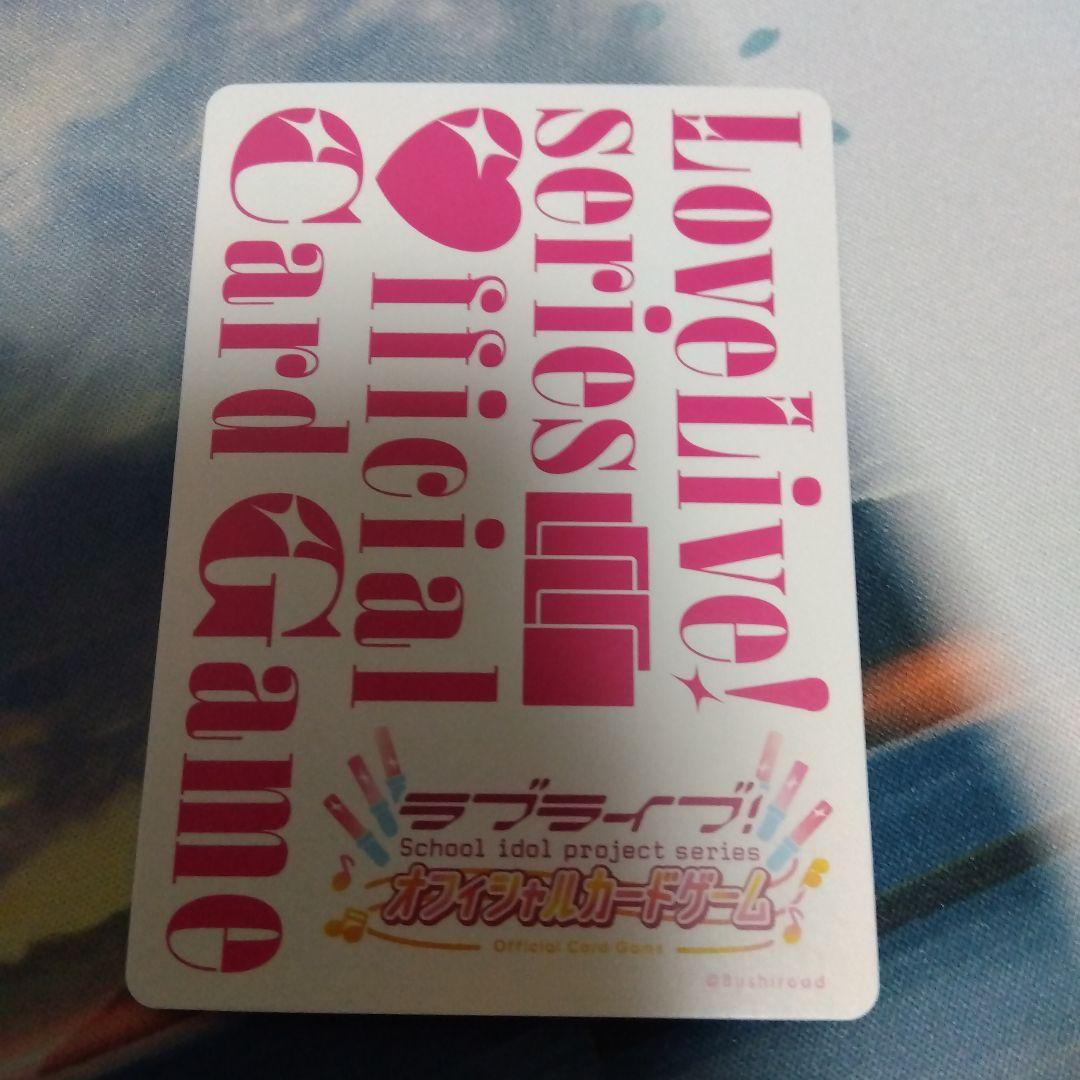 LoveLive!
series
fficial
Card Game
ラブライブ!
School idol project series
オフィシャルカードゲーム
Official Card Game
©Bushiroad